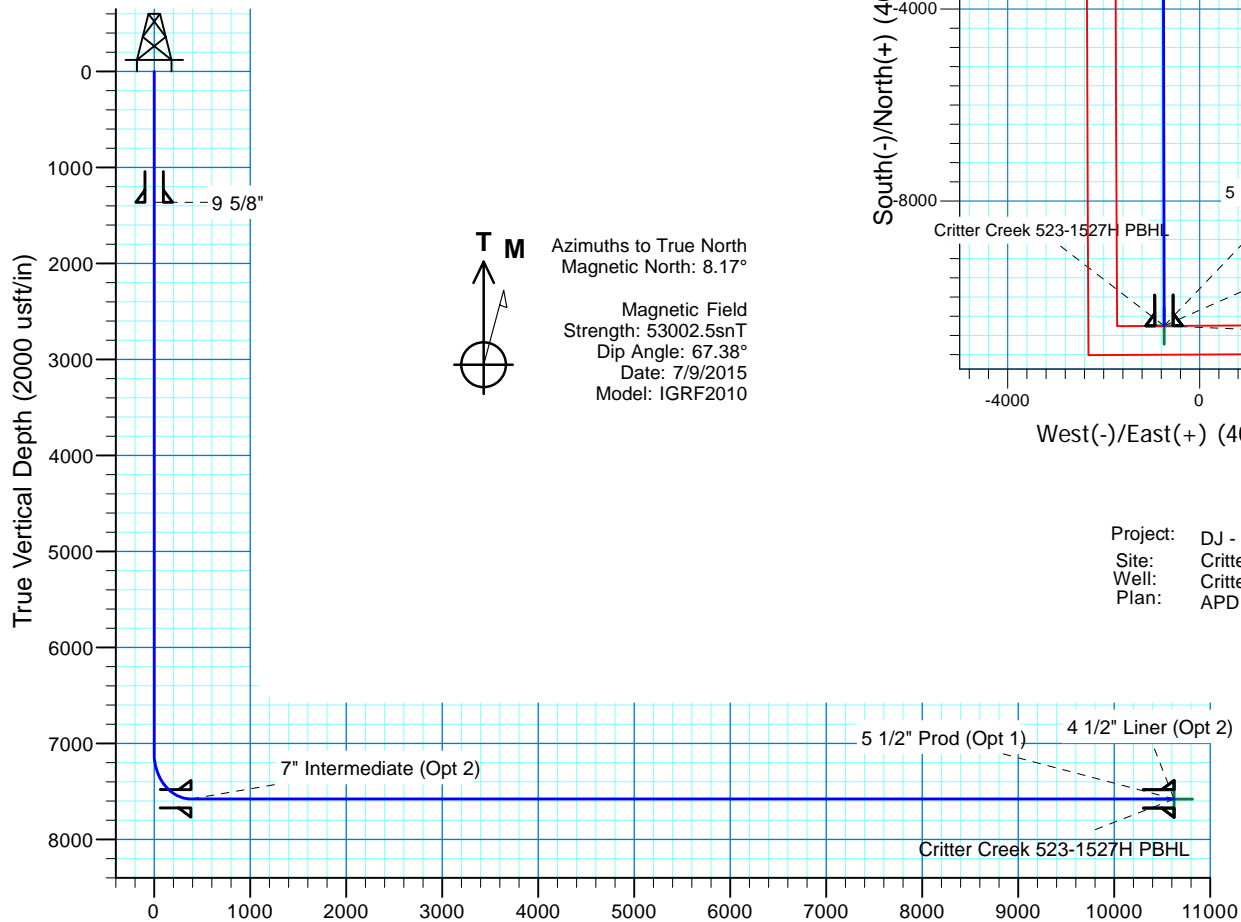 0
1000
2000
3000
4000
5000
6000
7000
8000
True Vertical Depth (2000 usft/in)
9 5/8"
T M
Azimuths to True North
Magnetic North: 8.17°
Magnetic Field
Strength: 53002.5snT
Dip Angle: 67.38°
Date: 7/9/2015
Model: IGRF2010
-4000
-8000
South(-)/North(+)
5
Critter Creek 523-1527H PBHL
-4000
0
West(-)/East(+)
Project: DJ -
Site:
Well:
Plan: APD
7" Intermediate (Opt 2)
5 1/2" Prod (Opt 1)
4 1/2" Liner (Opt 2)
Critter Creek 523-1527H PBHL
0
1000
2000
3000
4000
5000
6000
7000
8000
9000
10000
11000